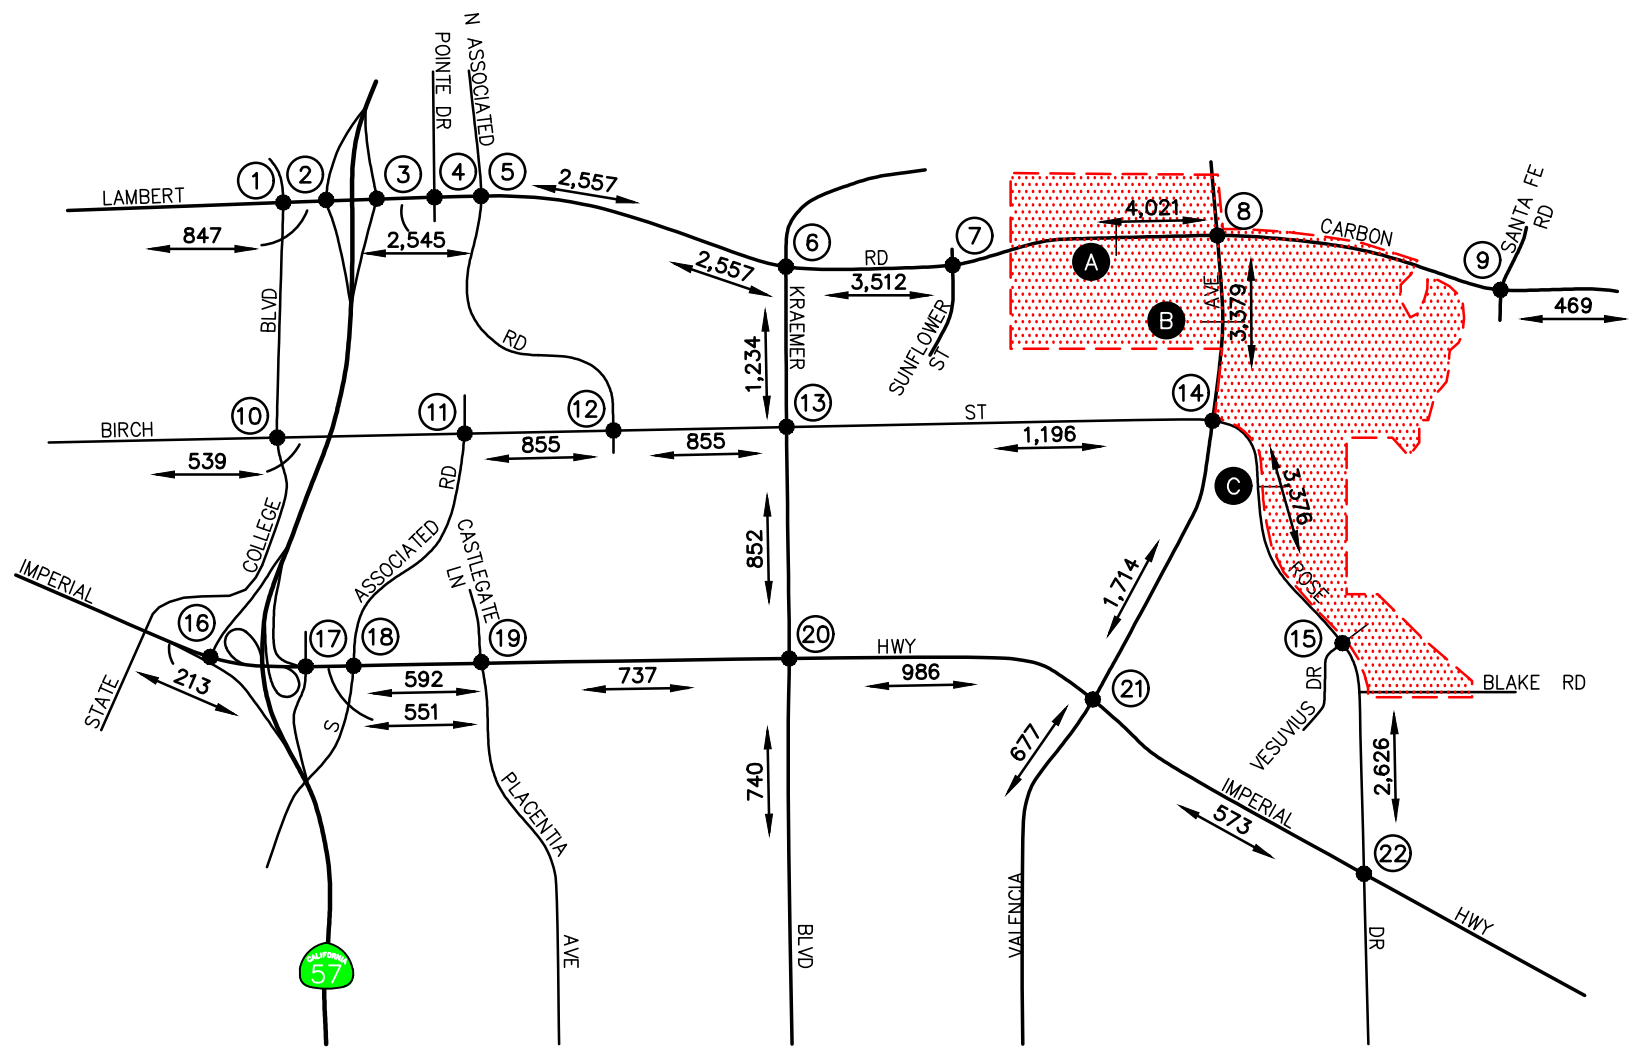 N ASSOCIATED
POINTE DR
1
2
3
4
5
LAMBERT
847
2,545
2,557
2,557
6
RD
3,512
7
SUNFLOWER
ST
4,021
8
CARBON
SANTA FE
RD
9
469
A
B
AVE
3,379
BLVD
RD
KRAEMER
1,234
10
11
12
13
14
BIRCH
539
855
855
ST
1,196
RD
COLLEGE
ASSOCIATED
CASTLEGATE
LN
852
C
3,376
ROSE
1,714
IMPERIAL
16
17
18
19
20
HWY
15
STATE
213
592
551
737
986
21
VESUVIUS DR
BLAKE RD
S
740
677
2,626
PLACENTIA
IMPERIAL
573
22
VALENCIA
HWY
CALIFORNIA
57
AVE
BLVD
DR